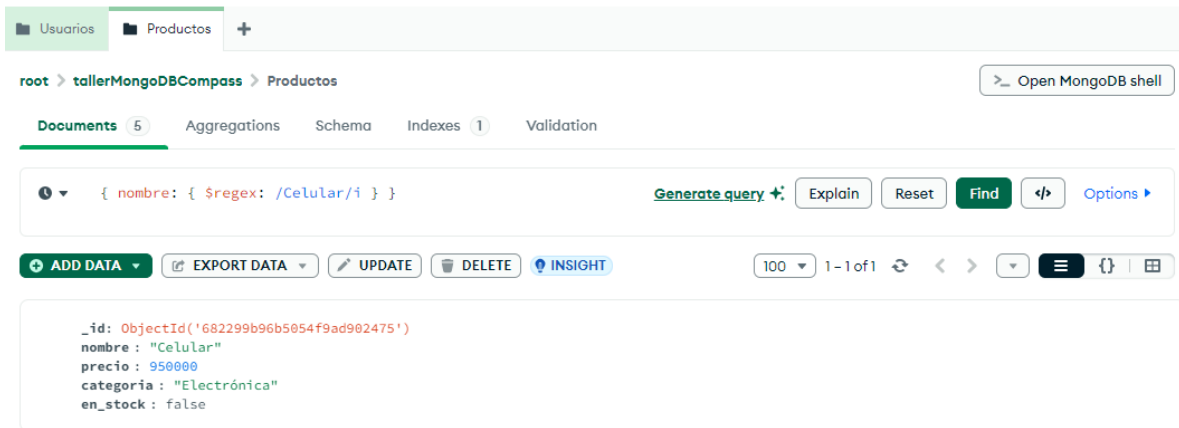 Usuarios Productos +
root > tallerMongoDBCompass > Productos >_ Open MongoDB shell
Documents 5 Aggregations Schema Indexes 1 Validation
{ nombre: { $regex: /Celular/i } } Generate query Explain Reset Find </> Options
ADD DATA EXPORT DATA UPDATE DELETE INSIGHT 100 1–1 of 1 < > {}
_id: ObjectId('682299b96b5054f9ad902475')
nombre : "Celular"
precio : 950000
categoria : "Electrónica"
en_stock : false